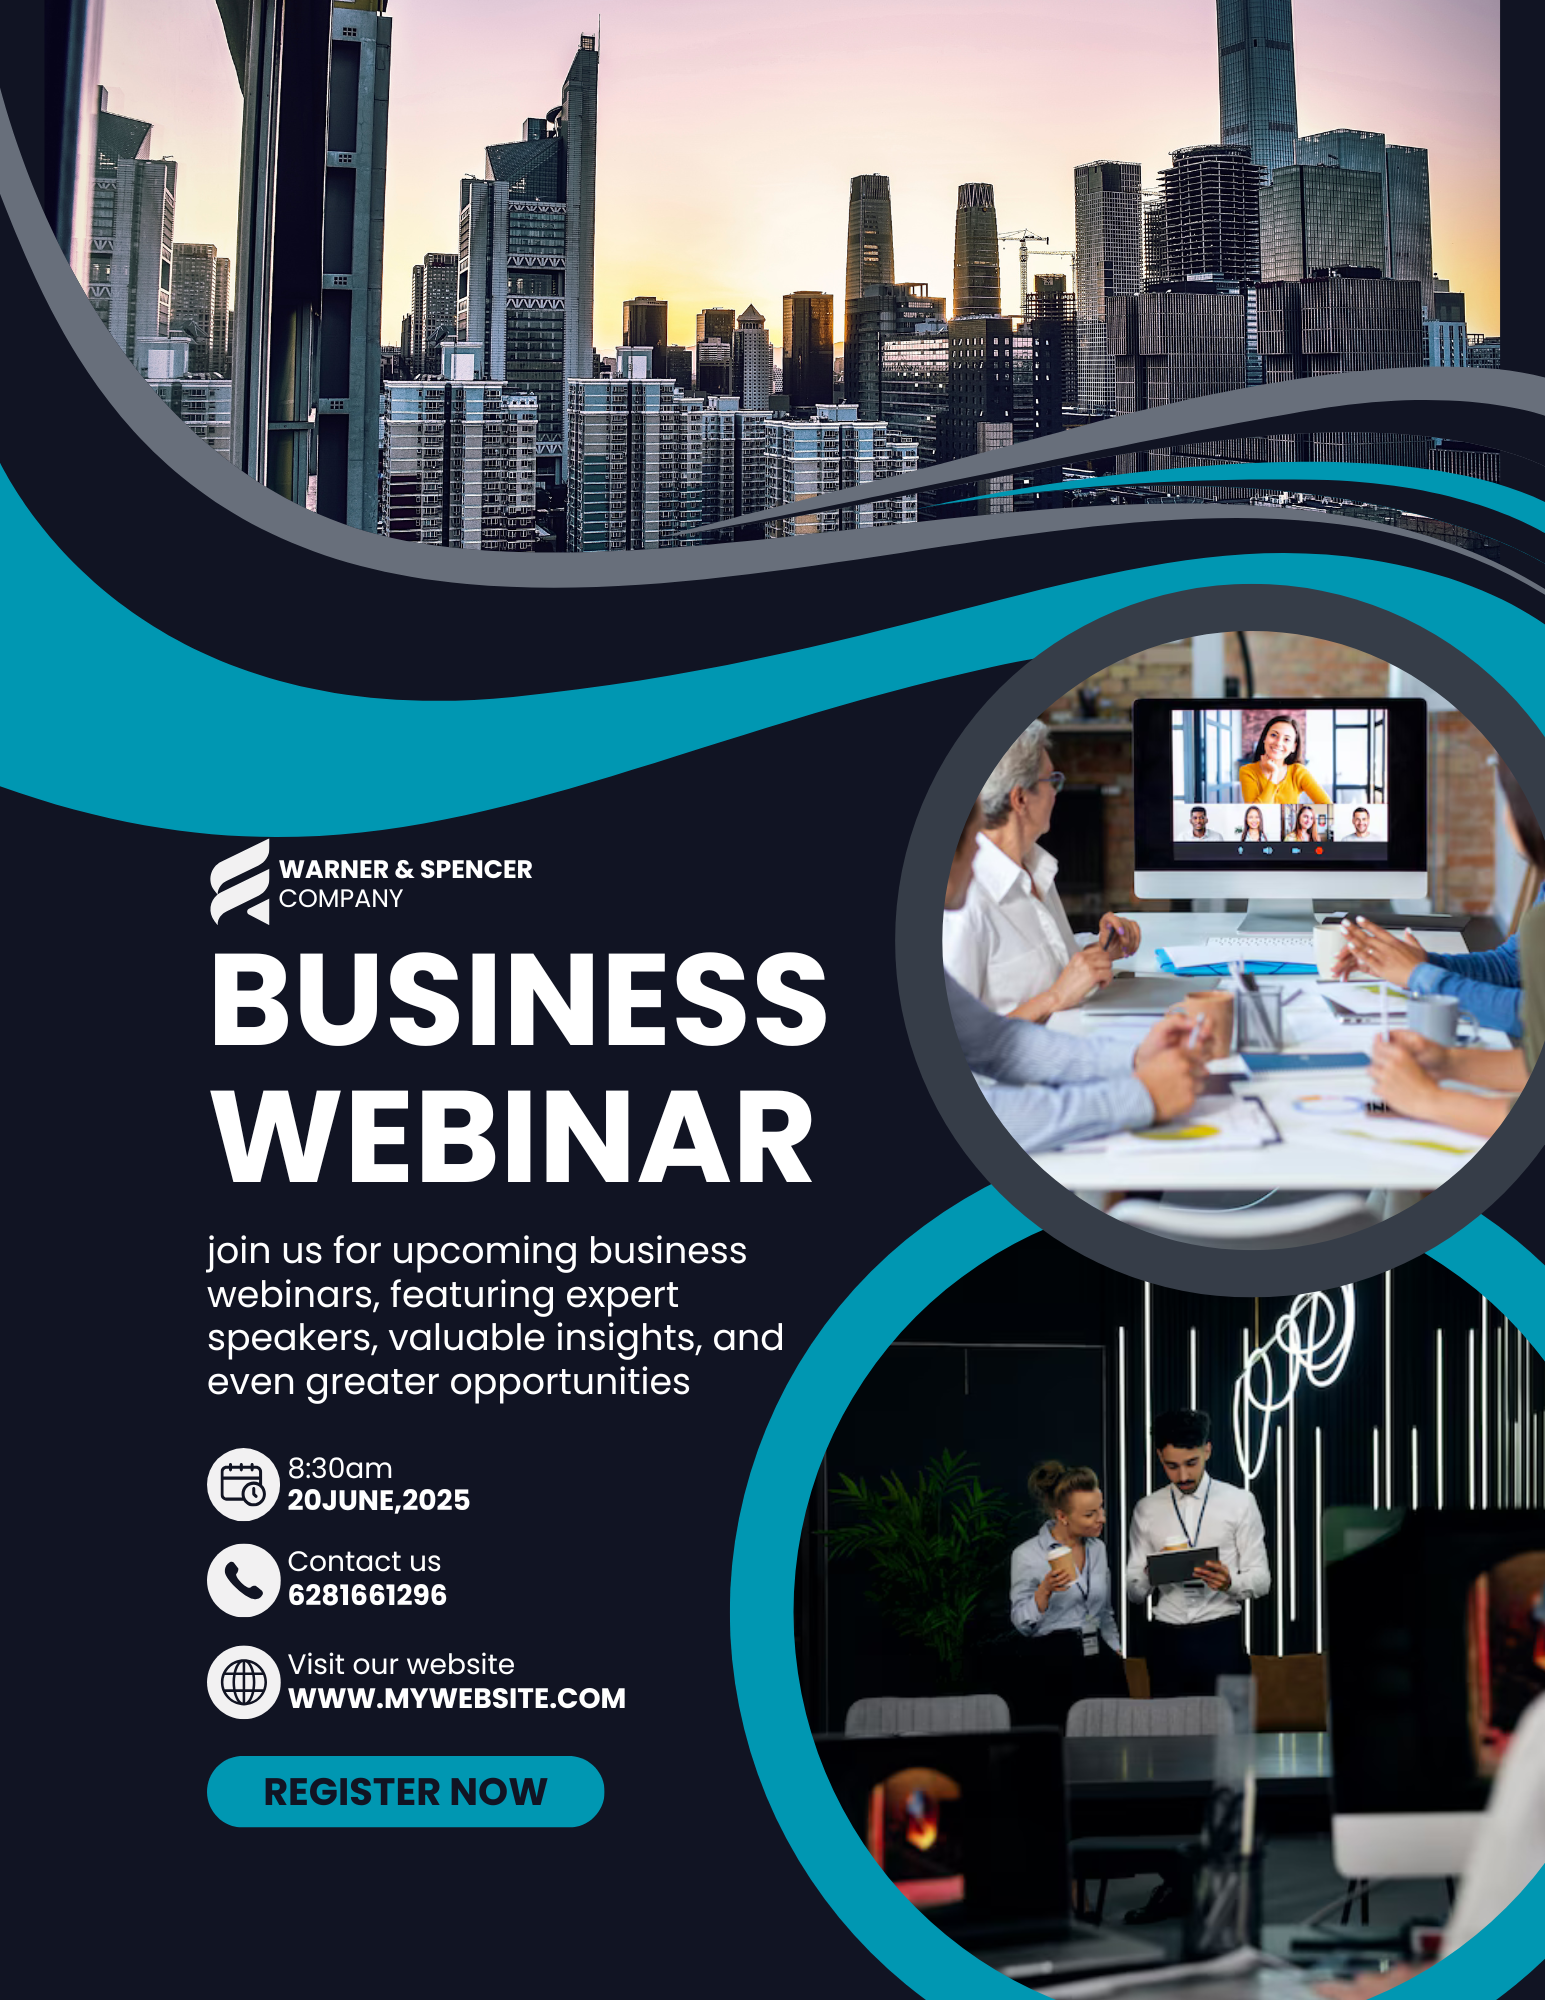 WARNER & SPENCER
COMPANY
BUSINESS
WEBINAR
join us for upcoming business
webinars, featuring expert
speakers, valuable insights, and
even greater opportunities
8:30am
20JUNE,2025
Contact us
6281661296
Visit our website
WWW.MYWEBSITE.COM
REGISTER NOW